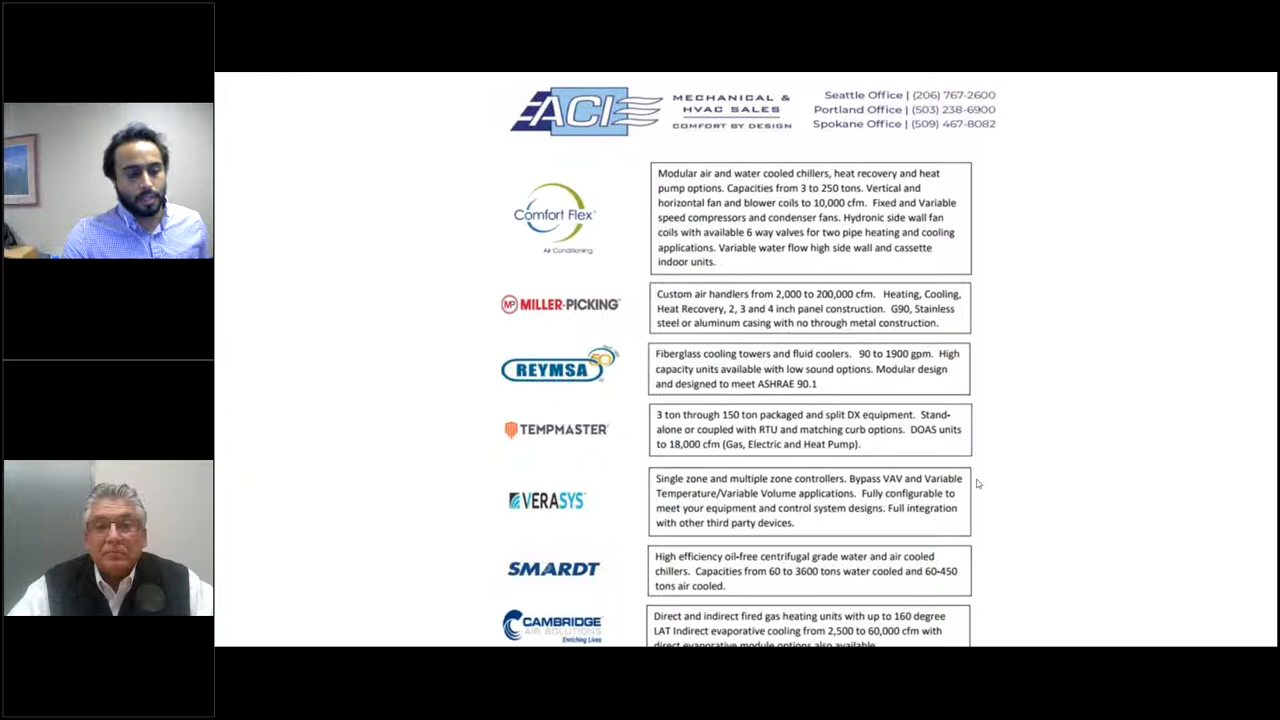 ACI
MECHANICAL &
HVAC SALES
COMFORT BY DESIGN
Seattle Office | (206) 767-2600
Portland Office | (503) 238-6900
Spokane Office | (509) 467-8082
Comfort Flex
Air Conditioning
Modular air and water cooled chillers, heat recovery and heat
pump options. Capacities from 3 to 250 tons. Vertical and
horizontal fan and blower coils to 10,000 cfm. Fixed and Variable
speed compressors and condenser fans. Hydronic side wall fan
coils with available 6 way valves for two pipe heating and cooling
applications. Variable water flow high side wall and cassette
indoor units.
MP MILLER-PICKING
Custom air handlers from 2,000 to 200,000 cfm. Heating, Cooling,
Heat Recovery, 2, 3 and 4 inch panel construction. G90, Stainless
steel or aluminum casing with no through metal construction.
REYMSA
50
Fiberglass cooling towers and fluid coolers. 90 to 1900 gpm. High
capacity units available with low sound options. Modular design
and designed to meet ASHRAE 90.1
TEMPMASTER
3 ton through 150 ton packaged and split DX equipment. Stand-
alone or coupled with RTU and matching curb options. DOAS units
to 18,000 cfm (Gas, Electric and Heat Pump).
VERASYS
Single zone and multiple zone controllers. Bypass VAV and Variable
Temperature/Variable Volume applications. Fully configurable to
meet your equipment and control system designs. Full integration
with other third party devices.
SMARDT
High efficiency oil-free centrifugal grade water and air cooled
chillers. Capacities from 60 to 3600 tons water cooled and 60-450
tons air cooled.
CAMBRIDGE
AIR SOLUTIONS
Enriching Lives
Direct and indirect fired gas heating units with up to 160 degree
LAT Indirect evaporative cooling from 2,500 to 60,000 cfm with
direct evaporative module options also available